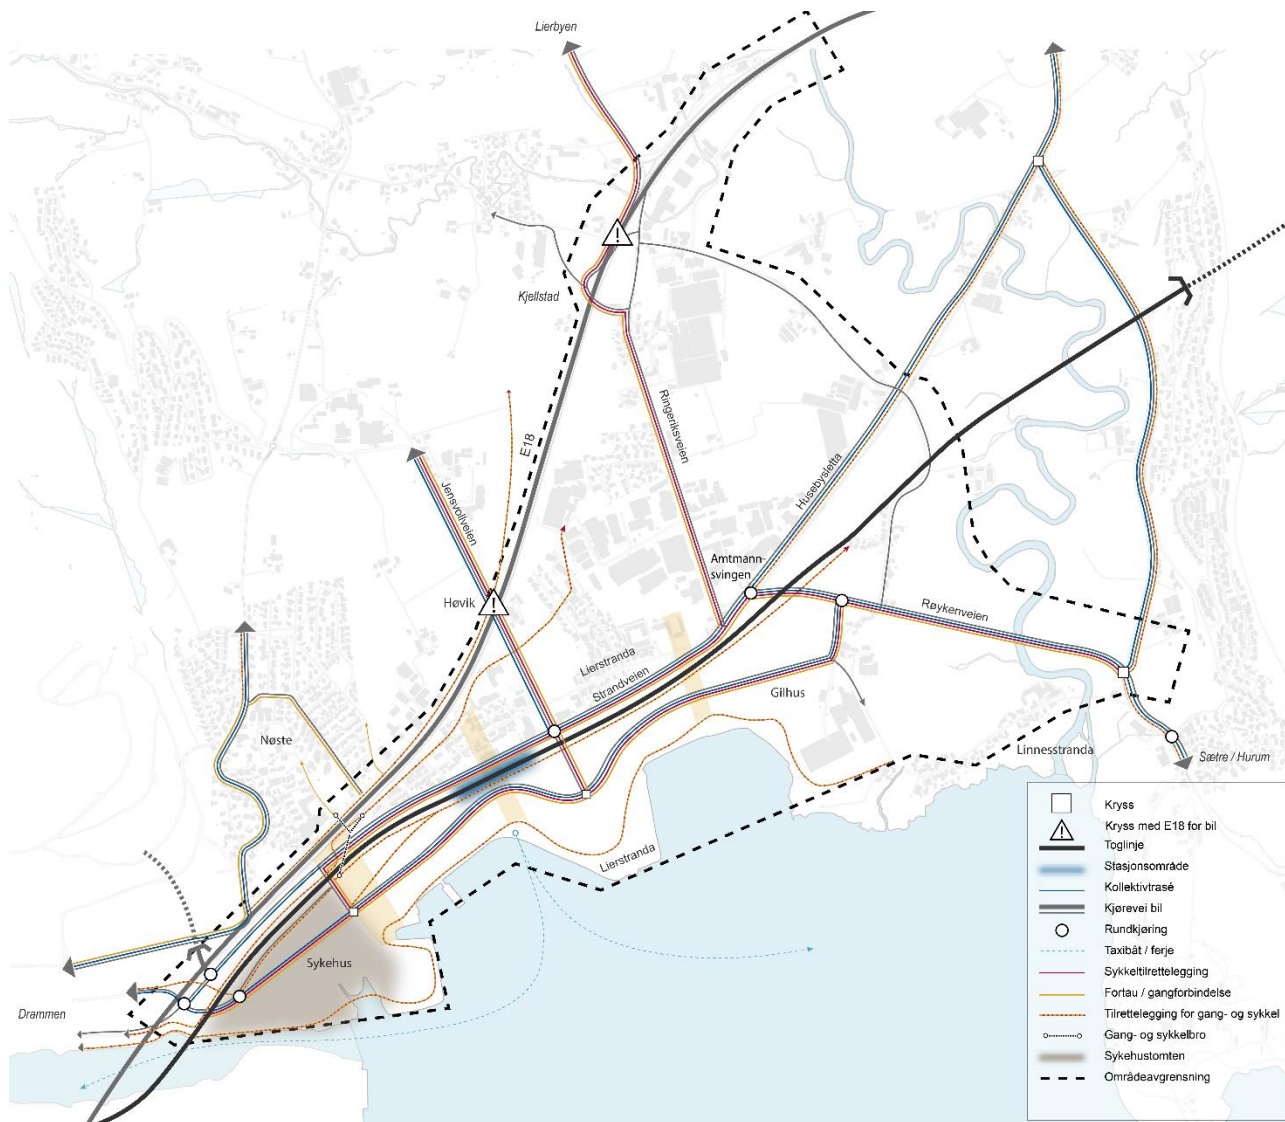 Lierbyen
Kjellstad
E18
Ringeriksveien
Jensvollveien
Husebysletta
Amtmann-
svingen
Høvik
Røykenveien
Lierstranda
Strandveien
Gilhus
Nøste
Linnesstranda
Sætre / Hurum
Lierstranda
Sykehus
Drammen
Kryss
Kryss med E18 for bil
Toglinje
Stasjonsområde
Kollektivtrasé
Kjørevei bil
Rundkjøring
Taxibåt / ferje
Sykkeltilrettelegging
Fortau / gangforbindelse
Tilrettelegging for gang- og sykkel
Gang- og sykkelbro
Sykehustomten
Områdeavgrensning